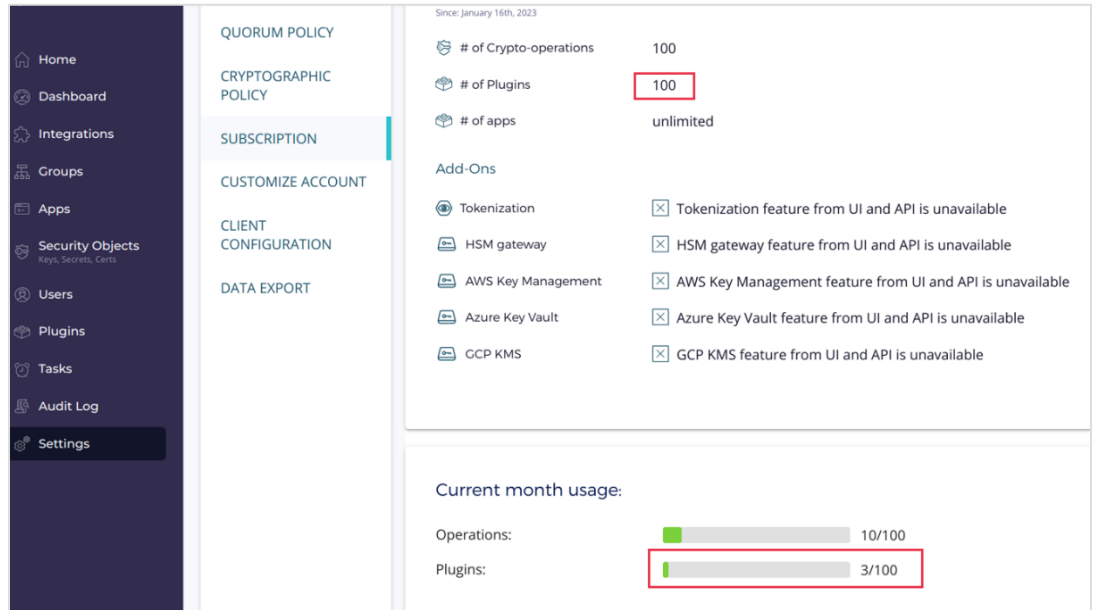 Home
Dashboard
Integrations
Groups
Apps
Security Objects
Keys, Secrets, Certs
Users
Plugins
Tasks
Audit Log
Settings
QUORUM POLICY
CRYPTOGRAPHIC
POLICY
SUBSCRIPTION
CUSTOMIZE ACCOUNT
CLIENT
CONFIGURATION
DATA EXPORT
Since: January 16th, 2023
# of Crypto-operations 100
# of Plugins 100
# of apps unlimited
Add-Ons
Tokenization Tokenization feature from UI and API is unavailable
HSM gateway HSM gateway feature from UI and API is unavailable
AWS Key Management AWS Key Management feature from UI and API is unavailable
Azure Key Vault Azure Key Vault feature from UI and API is unavailable
GCP KMS GCP KMS feature from UI and API is unavailable
Current month usage:
Operations: 10/100
Plugins: 3/100